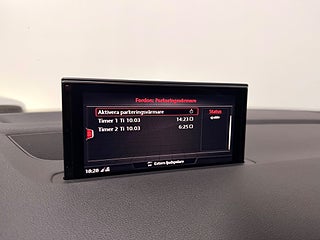 Fordon: Parkeringsvärmare
Aktivera parkeringsvärmare
Status
Timer 1 Ti 10.03 14:23
Timer 2 Ti 10.03 6:25
Extern ljudspelare
18:28